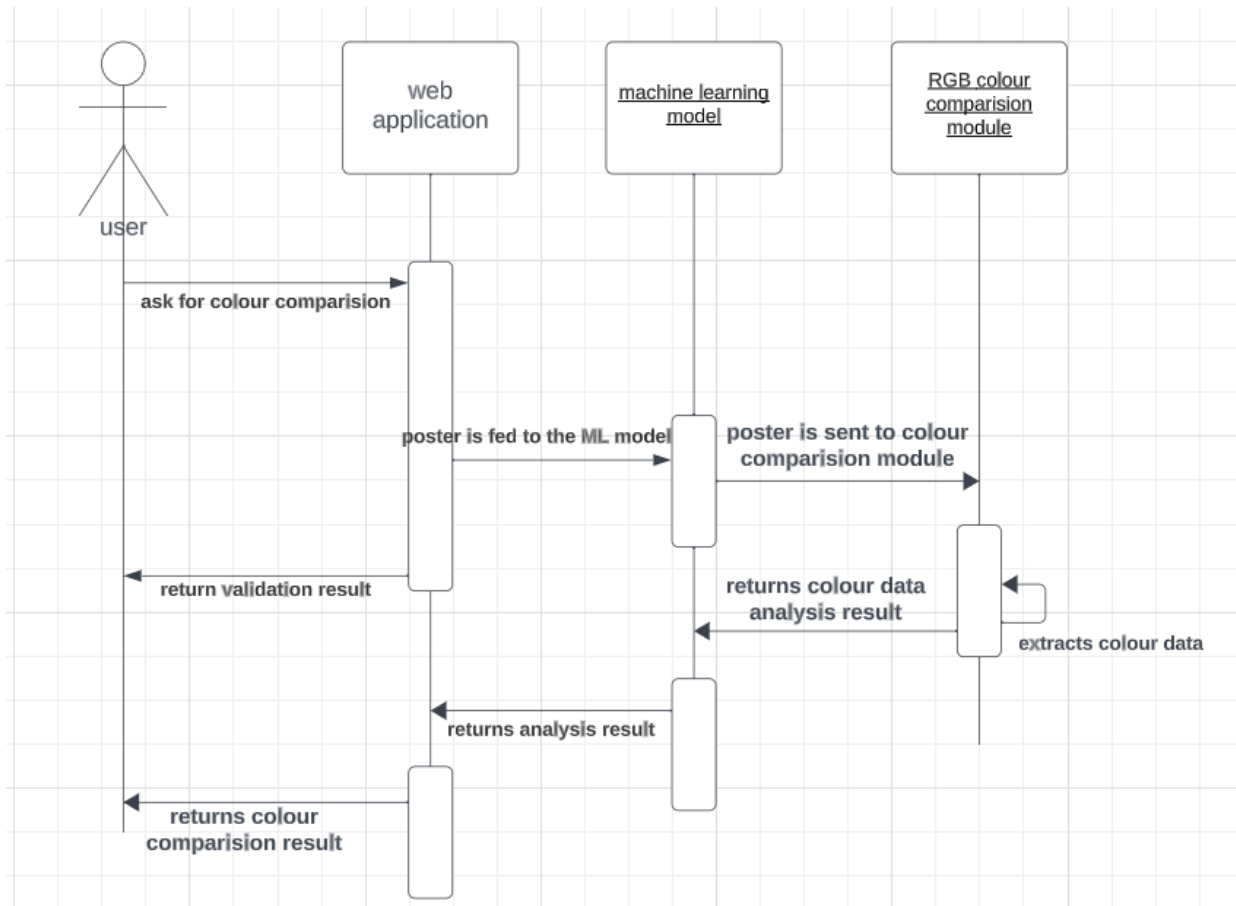 web
application
machine learning
model
RGB colour
comparision
module
user
ask for colour comparision
poster is fed to the ML model
poster is sent to colour
comparision module
return validation result
returns colour data
analysis result
extracts colour data
returns analysis result
returns colour
comparision result